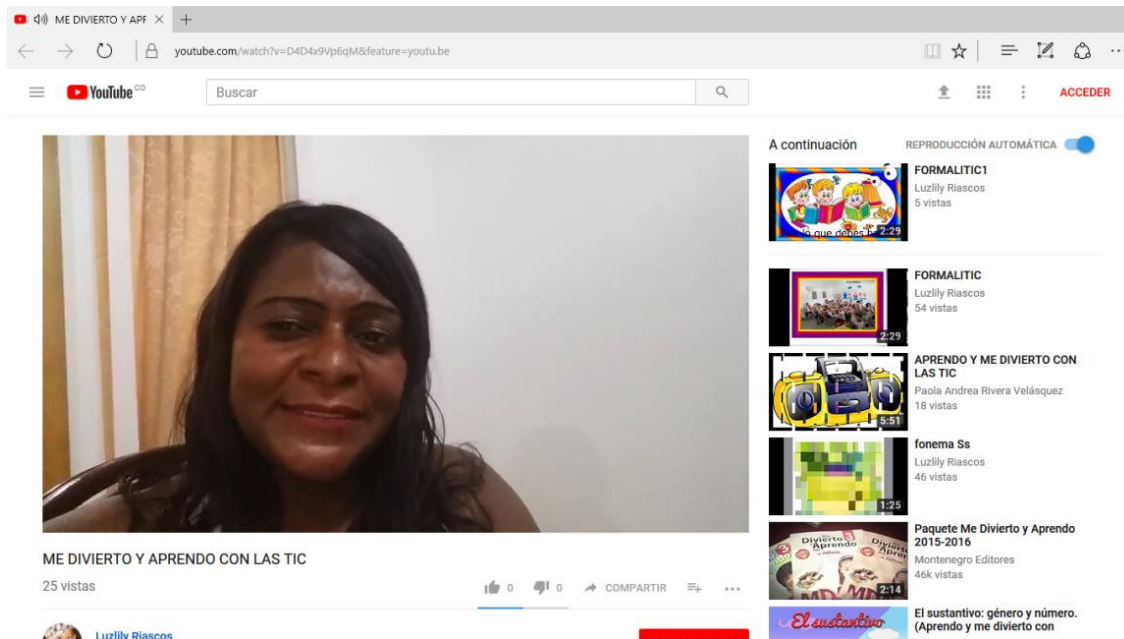 ME DIVIERTO Y APF
youtube.com/watch?v=D4D4x9Vp6qM&feature=youtu.be
YouTube CO
Buscar
ACCEDER
A continuación
REPRODUCCIÓN AUTOMÁTICA
FORMALITIC1
Luzlily Riascos
5 vistas
2:29
FORMALITIC
Luzlily Riascos
54 vistas
2:29
APRENDO Y ME DIVIERTO CON
LAS TIC
Paola Andrea Rivera Velásquez
18 vistas
5:51
fonema Ss
Luzlily Riascos
46 vistas
1:25
Paquete Me Divierto y Aprendo
2015-2016
Montenegro Editores
46k vistas
2:14
El sustantivo
El sustantivo: género y número.
(Aprendo y me divierto con
ME DIVIERTO Y APRENDO CON LAS TIC
25 vistas
0
0
COMPARTIR
Luzlily Riascos